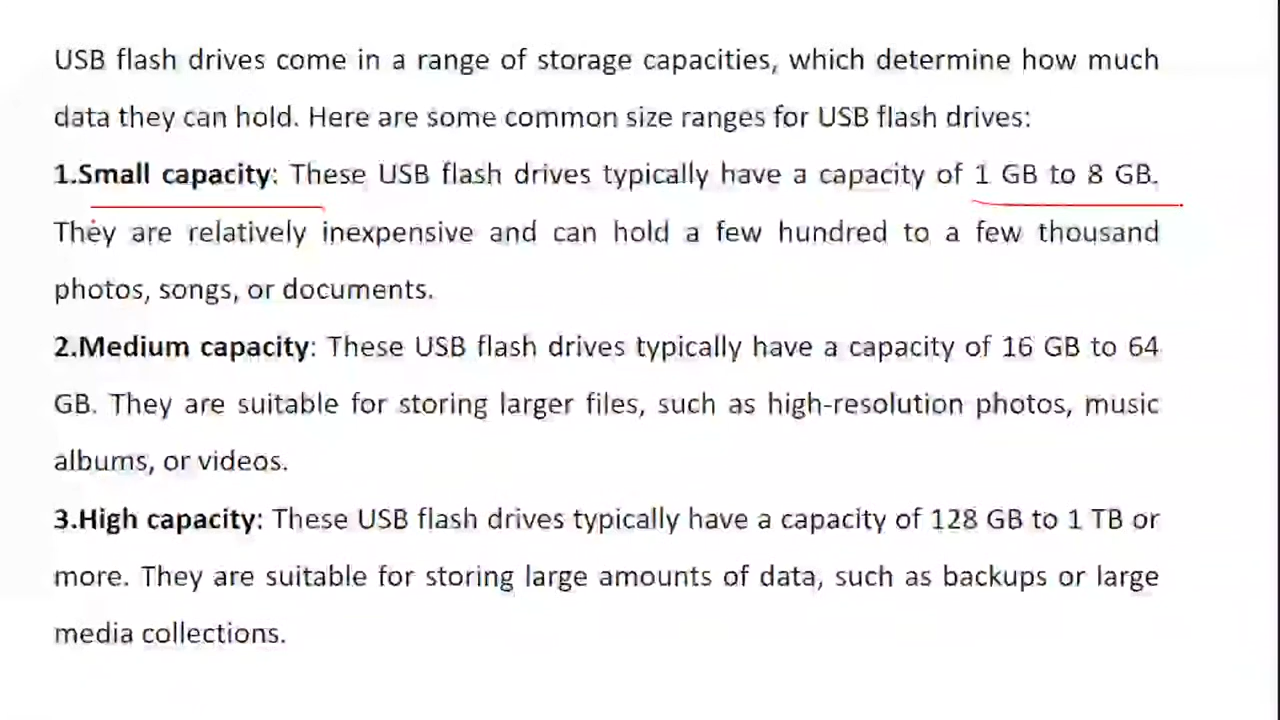 USB flash drives come in a range of storage capacities, which determine how much
data they can hold. Here are some common size ranges for USB flash drives:
1.Small capacity: These USB flash drives typically have a capacity of 1 GB to 8 GB.
They are relatively inexpensive and can hold a few hundred to a few thousand
photos, songs, or documents.
2.Medium capacity: These USB flash drives typically have a capacity of 16 GB to 64
GB. They are suitable for storing larger files, such as high-resolution photos, music
albums, or videos.
3.High capacity: These USB flash drives typically have a capacity of 128 GB to 1 TB or
more. They are suitable for storing large amounts of data, such as backups or large
media collections.